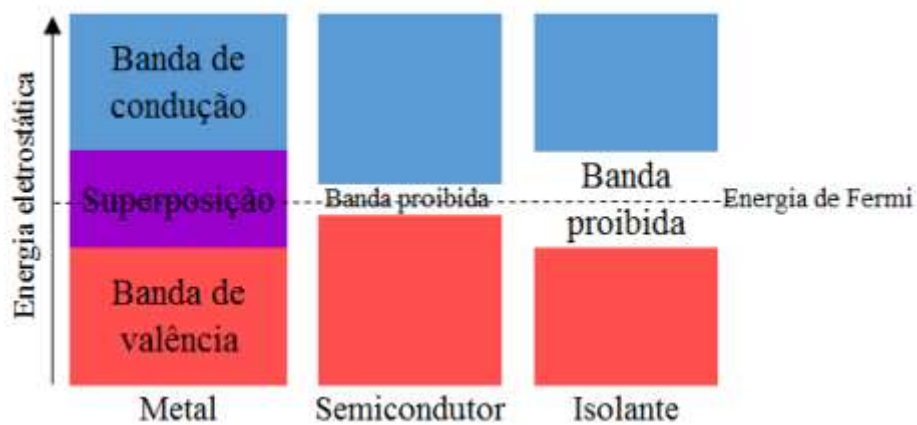 Energia eletrostática
Banda de
condução
Superposição
Banda de
valência
Metal
Banda proibida
Semicondutor
Banda
proibida
Isolante
Energia de Fermi